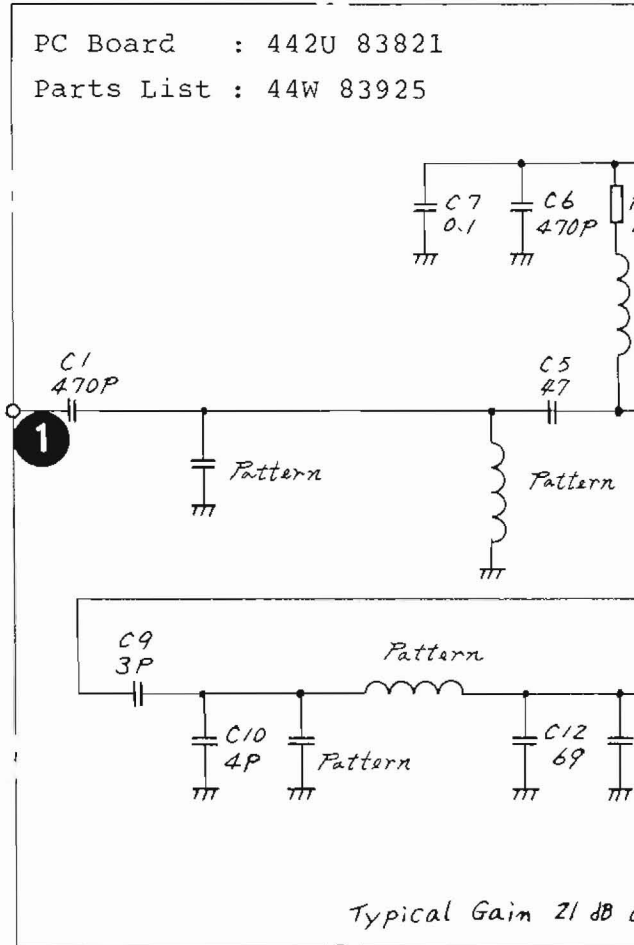 PC Board : 442U 83821
Parts List : 44W 83925
C7
0.1
C6
470P
C1
470P
C5
47
1
Pattern
Pattern
C9
3P
Pattern
C10
4P
Pattern
C12
69
Typical Gain 21 dB